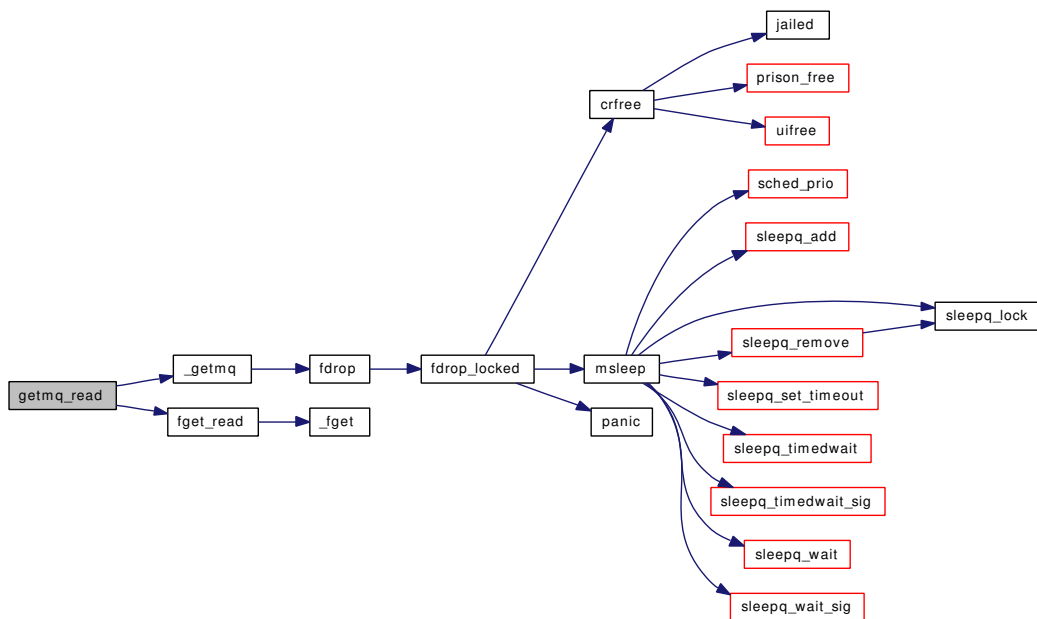 jailed
prison_free
crfree
uifree
sched_prio
sleepq_add
sleepq_lock
sleepq_remove
_getmq
fdrop
fdrop_locked
msleep
getmq_read
sleepq_set_timeout
fget_read
_fget
panic
sleepq_timedwait
sleepq_timedwait_sig
sleepq_wait
sleepq_wait_sig